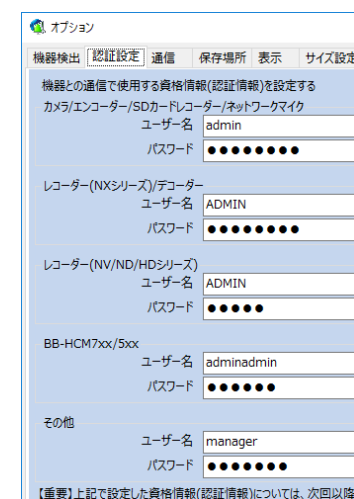 オプション
機器検出 認証設定 通信 保存場所 表示 サイズ設定
機器との通信で使用する資格情報(認証情報)を設定する
カメラ/エンコーダー/SDカードレコーダー/ネットワークマイク
ユーザー名 admin
パスワード ●●●●●●●●
レコーダー(NXシリーズ)/デコーダー
ユーザー名 ADMIN
パスワード ●●●●●●●●
レコーダー(NV/ND/HDシリーズ)
ユーザー名 ADMIN
パスワード ●●●●●
BB-HCM7xx/5xx
ユーザー名 adminadmin
パスワード ●●●●●●
その他
ユーザー名 manager
パスワード ●●●●●●●
【重要】上記で設定した資格情報(認証情報)については、次回以降